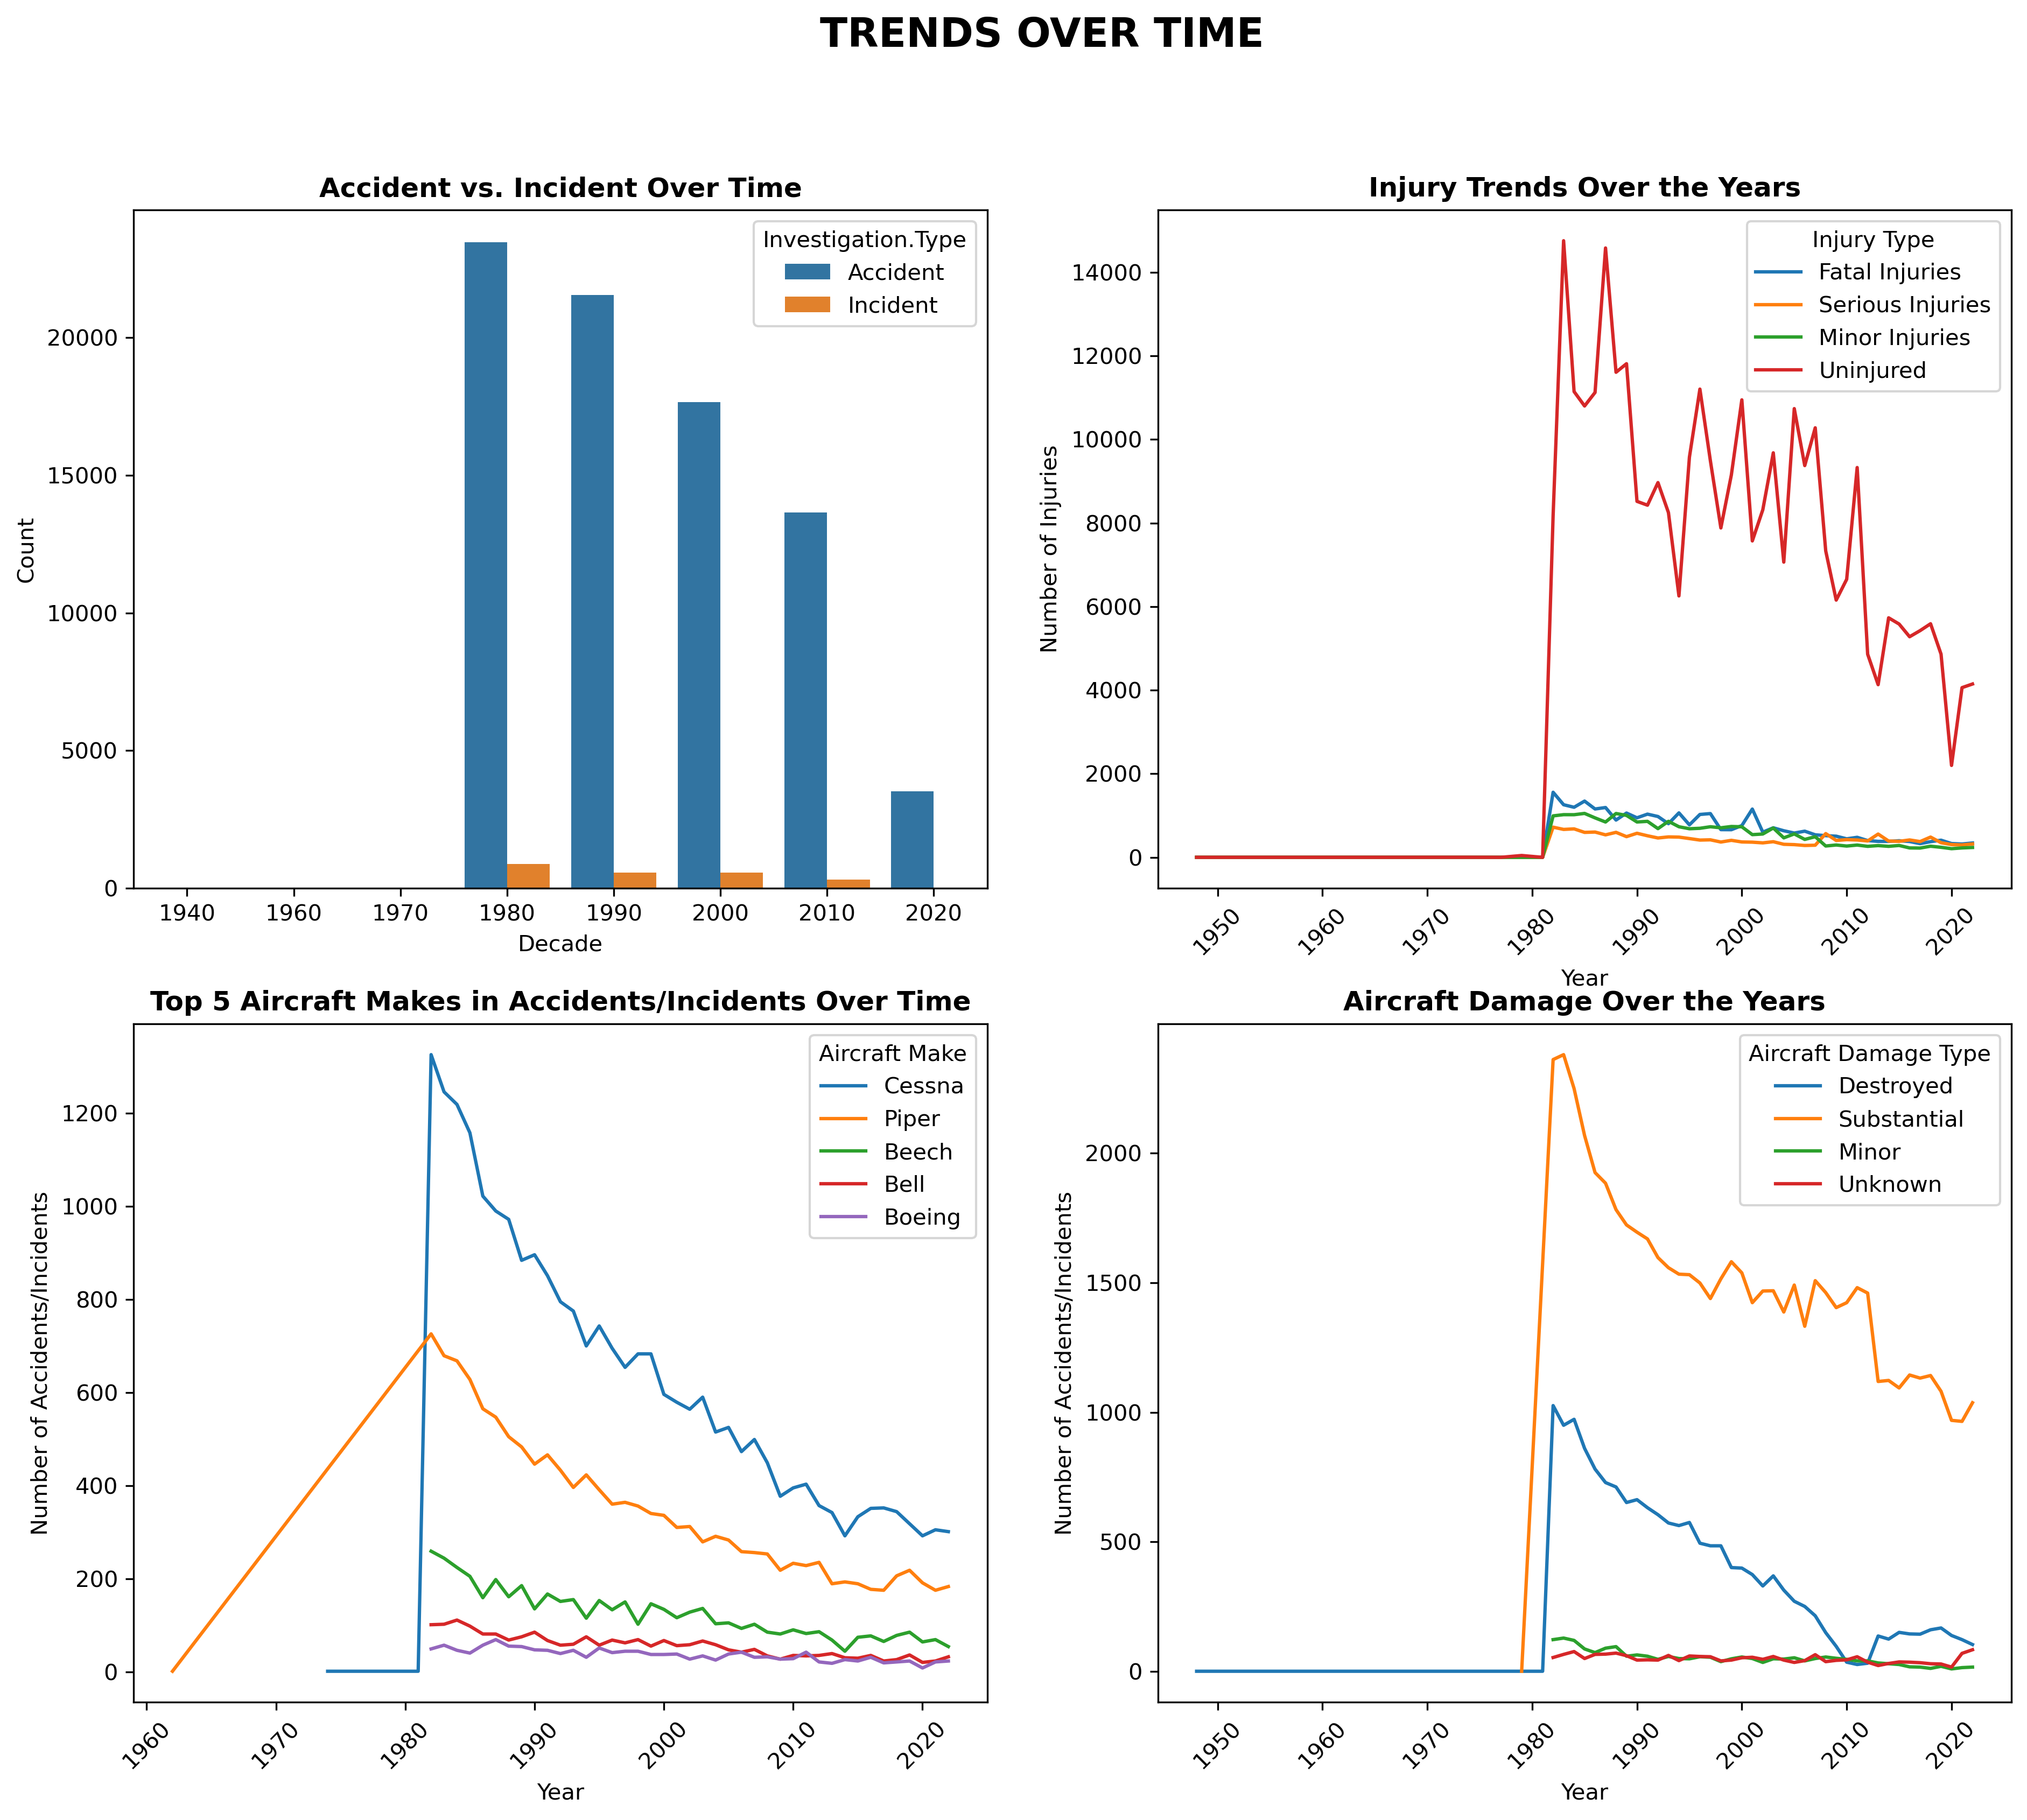 TRENDS OVER TIME
Accident vs. Incident Over Time
Investigation.Type
Accident
Incident
20000
15000
10000
5000
0
Count
1940 1960 1970 1980 1990 2000 2010 2020
Decade
Injury Trends Over the Years
Injury Type
Fatal Injuries
Serious Injuries
Minor Injuries
Uninjured
14000
12000
10000
8000
6000
4000
2000
0
Number of Injuries
1950 1960 1970 1980 1990 2000 2010 2020
Year
Top 5 Aircraft Makes in Accidents/Incidents Over Time
Aircraft Make
Cessna
Piper
Beech
Bell
Boeing
1200
1000
800
600
400
200
0
Number of Accidents/Incidents
1960 1970 1980 1990 2000 2010 2020
Year
Aircraft Damage Over the Years
Aircraft Damage Type
Destroyed
Substantial
Minor
Unknown
2000
1500
1000
500
0
Number of Accidents/Incidents
1950 1960 1970 1980 1990 2000 2010 2020
Year